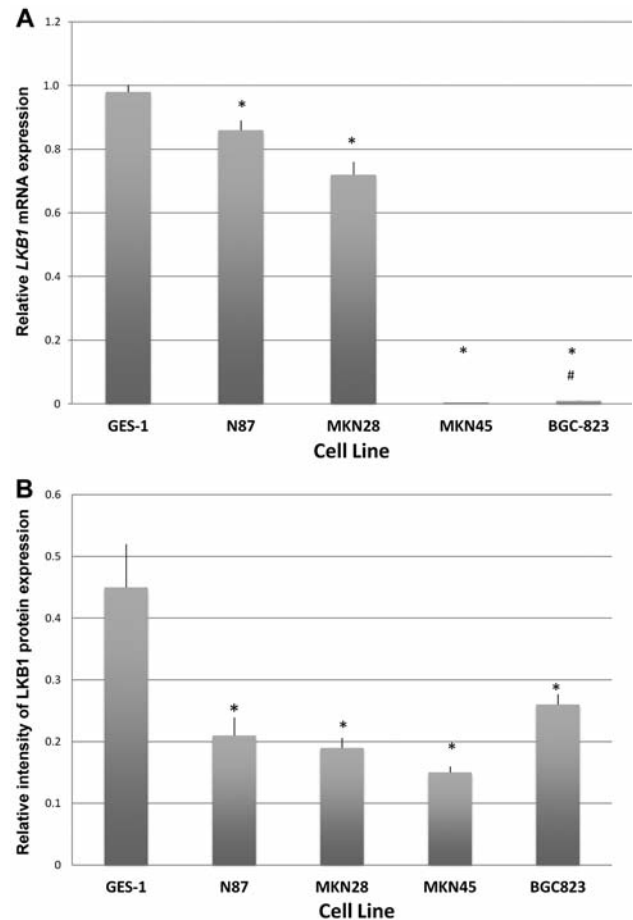 A
Relative LKB1 mRNA expression
1.2
1.0
0.8
0.6
0.4
0.2
0
*
*
*
*
#
GES-1 N87 MKN28 MKN45 BGC-823
Cell Line
B
Relative intensity of LKB1 protein expression
0.6
0.5
0.4
0.3
0.2
0.1
0
*
*
*
*
GES-1 N87 MKN28 MKN45 BGC823
Cell Line